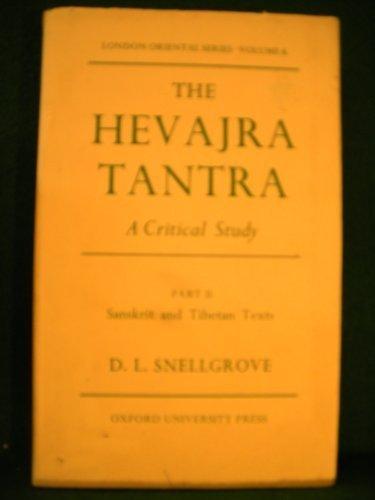 LONDON ORIENTAL SERIES · VOLUME 6
THE
HEVAJRA
TANTRA
A Critical Study
PART II
Sanskrit and Tibetan Texts
D. L. SNELLGROVE
OXFORD UNIVERSITY PRESS